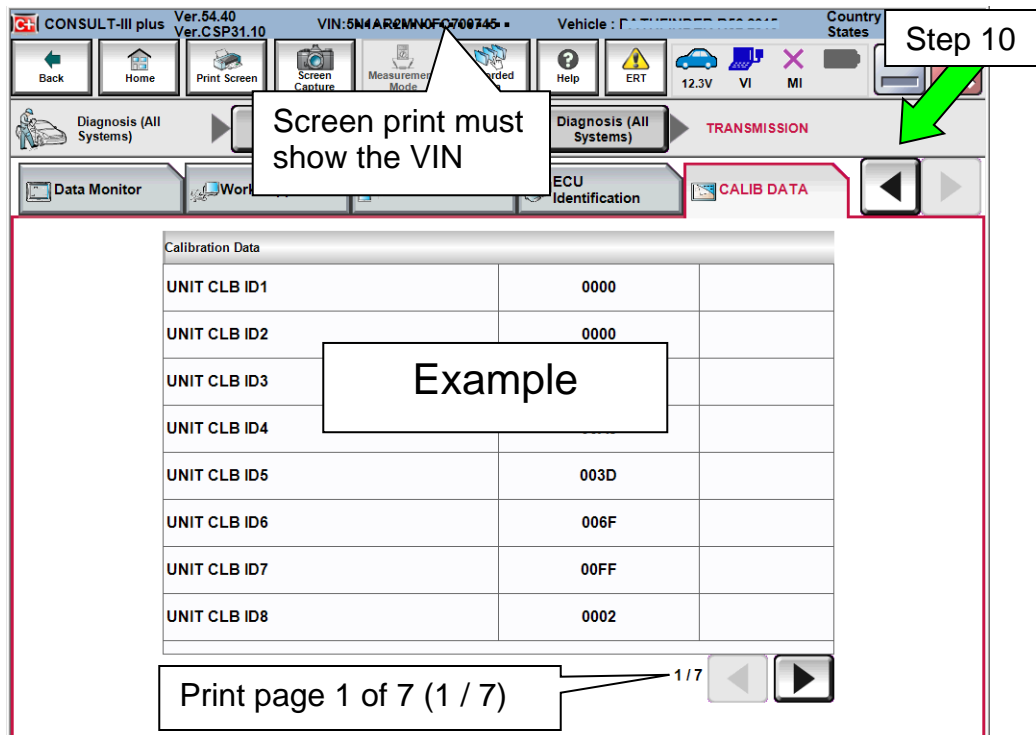 CONSULT-III plus
Ver.54.40
Ver.CSP31.10
VIN:
Vehicle :
Country
States
Step 10
Back
Home
Print Screen
Screen
Capture
Mode
Help
ERT
12.3V
VI
MI
Diagnosis (All
Systems)
Screen print must
show the VIN
Diagnosis (All
Systems)
TRANSMISSION
Data Monitor
Work
ECU
Identification
CALIB DATA
Calibration Data
UNIT CLB ID1 0000
UNIT CLB ID2 0000
UNIT CLB ID3
Example
UNIT CLB ID4
UNIT CLB ID5 003D
UNIT CLB ID6 006F
UNIT CLB ID7 00FF
UNIT CLB ID8 0002
1/7
Print page 1 of 7 (1 / 7)